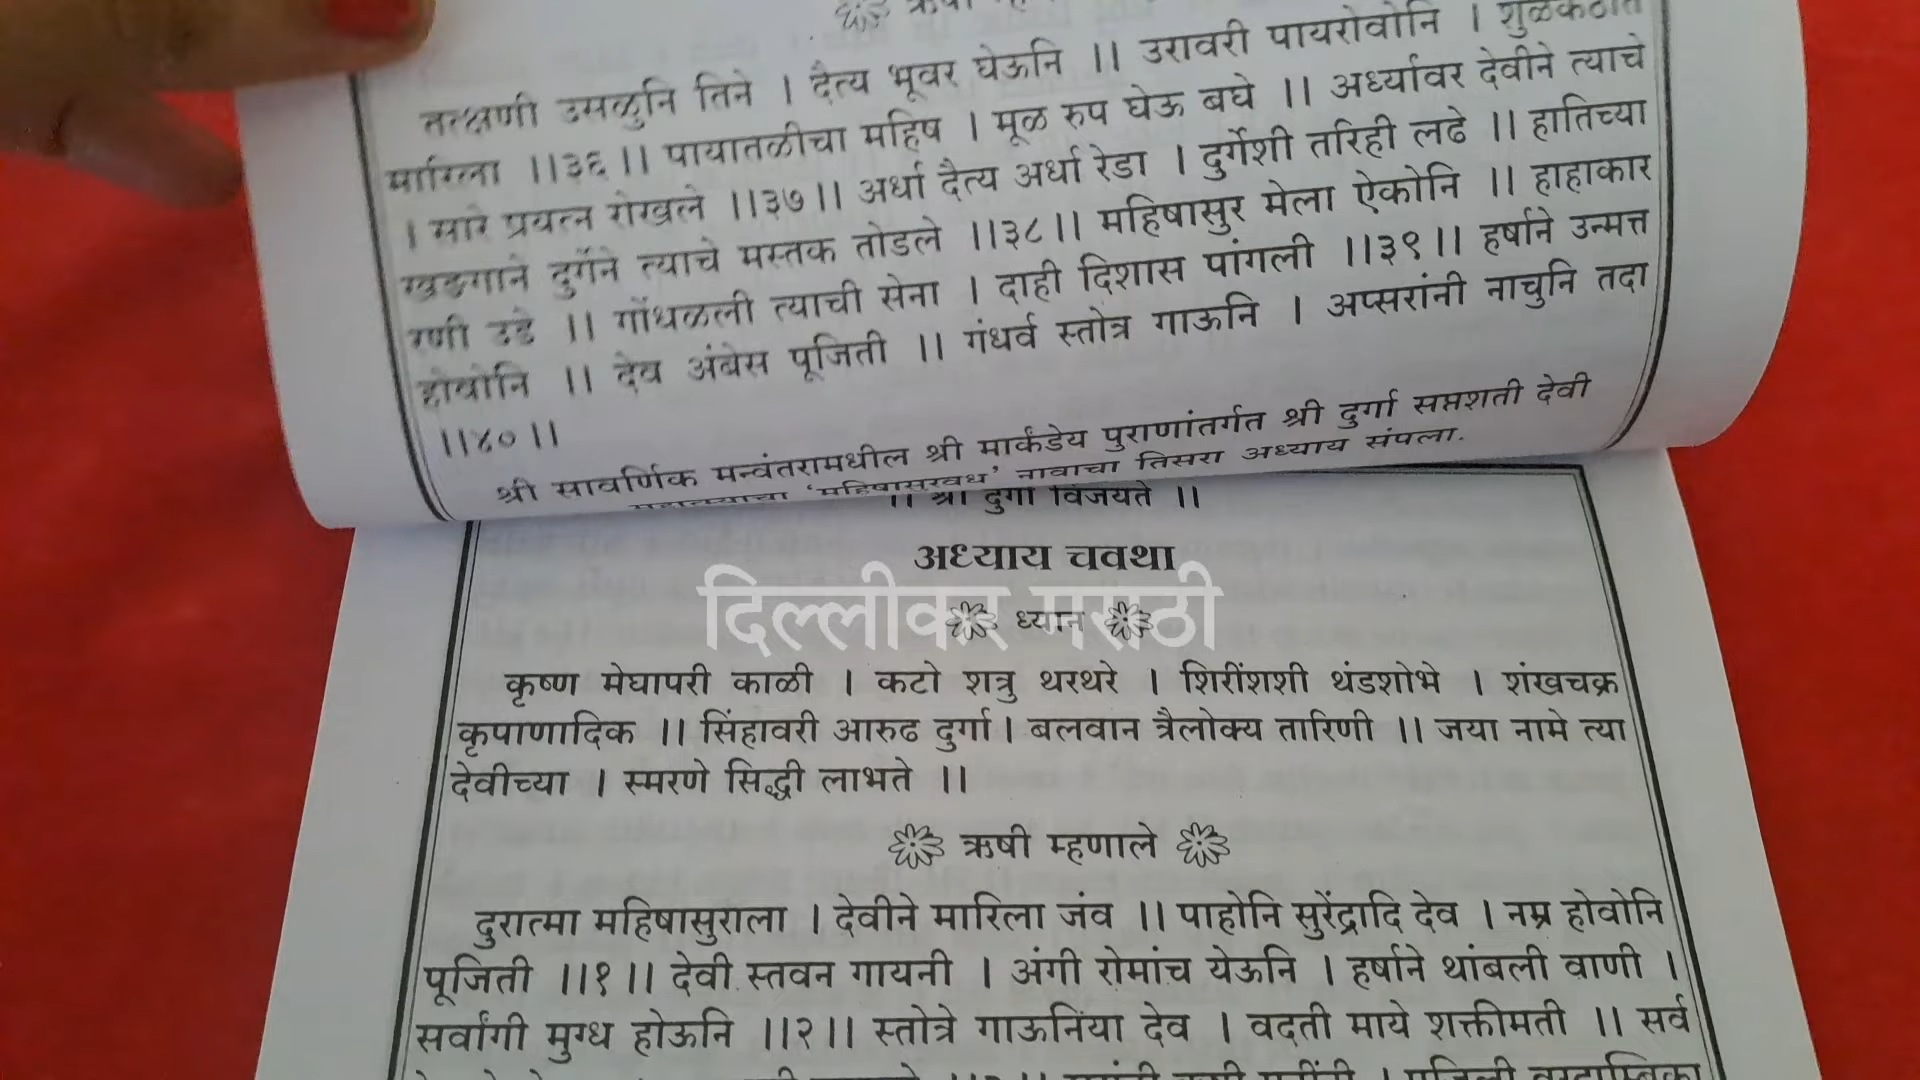 तत्क्षणी उसळुनि तिने । दैत्य भूवर घेऊनि ।। उरावरी पायरोवोनि । शुळकंठात
मारिला ।।३६।। पायातळीचा महिष । मूळ रुप घेऊ बघे ।। अर्ध्यावर देवीने त्याचे
। सारे प्रयत्न रोखले ।।३७।। अर्धा दैत्य अर्धा रेडा । दुर्गेशी तरिही लढे ।। हातिच्या
खड्गाने दुर्गेने त्याचे मस्तक तोडले ।।३८।। महिषासुर मेला ऐकोनि ।। हाहाकार
रणी उडे ।। गोंधळली त्याची सेना । दाही दिशास पांगली ।।३९।। हर्षाने उन्मत्त
होवोनि ।। देव अंबेस पूजिती ।। गंधर्व स्तोत्र गाऊनि । अप्सरांनी नाचुनि तदा
।।४०।।
श्री सावर्णिक मन्वंतरामधील श्री मार्कंडेय पुराणांतर्गत श्री दुर्गा सप्तशती देवी
'महिषासुरवध' नावाचा तिसरा अध्याय संपला.
।। श्री दुर्गा विजयते ।।
अध्याय चवथा
दिल्लीकर मराठी
ध्यान
कृष्ण मेघापरी काळी । कटो शत्रु थरथरे । शिरींशशी थंडशोभे । शंखचक्र
कृपाणादिक ।। सिंहावरी आरुढ दुर्गा। बलवान त्रैलोक्य तारिणी ।। जया नामे त्या
देवीच्या । स्मरणे सिद्धी लाभते ।।
ऋषी म्हणाले
दुरात्मा महिषासुराला । देवीने मारिला जंव ।। पाहोनि सुरेंद्रादि देव । नम्र होवोनि
पूजिती ।।१।। देवी स्तवन गायनी । अंगी रोमांच येऊनि । हर्षाने थांबली वाणी ।
सर्वांगी मुग्ध होऊनि ।।२।। स्तोत्रे गाऊनिंया देव । वदती माये शक्तीमती ।। सर्व